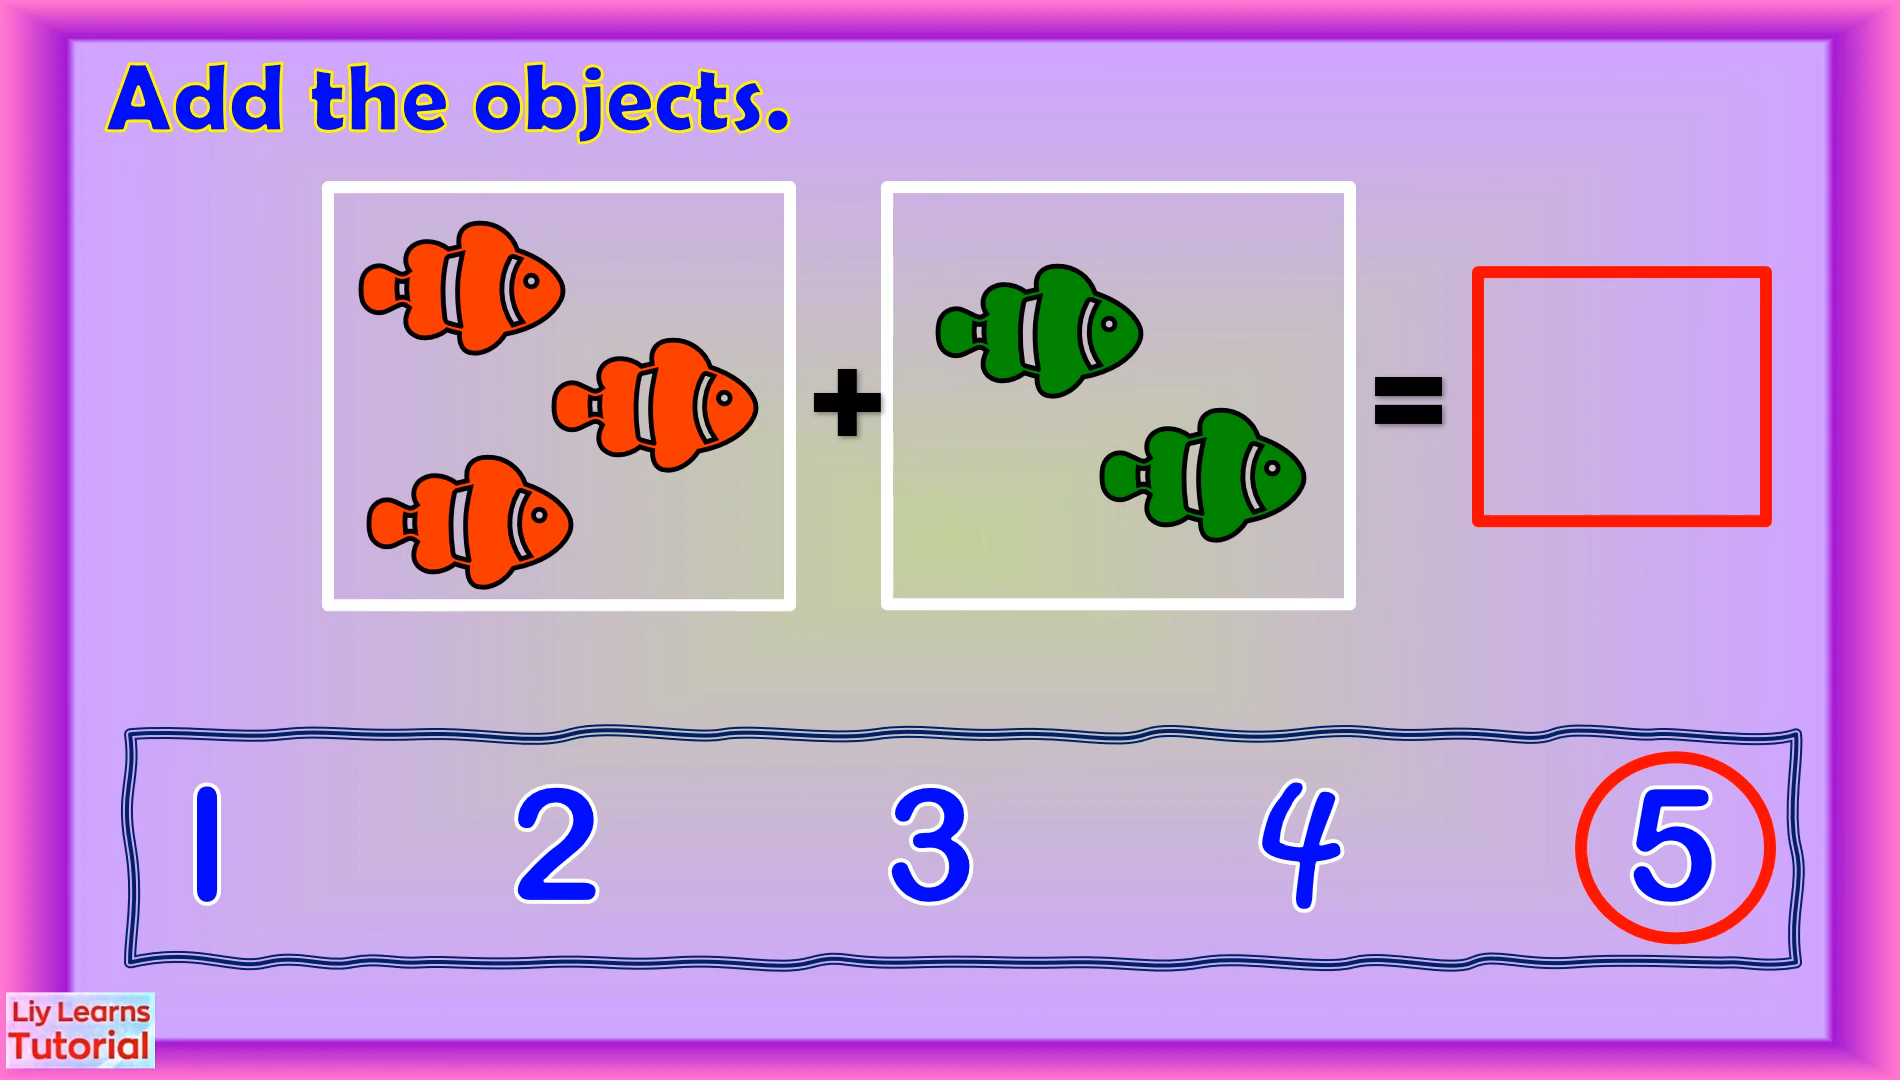 Add the objects.
+ =
1 2 3 4 5
Liy Learns
Tutorial